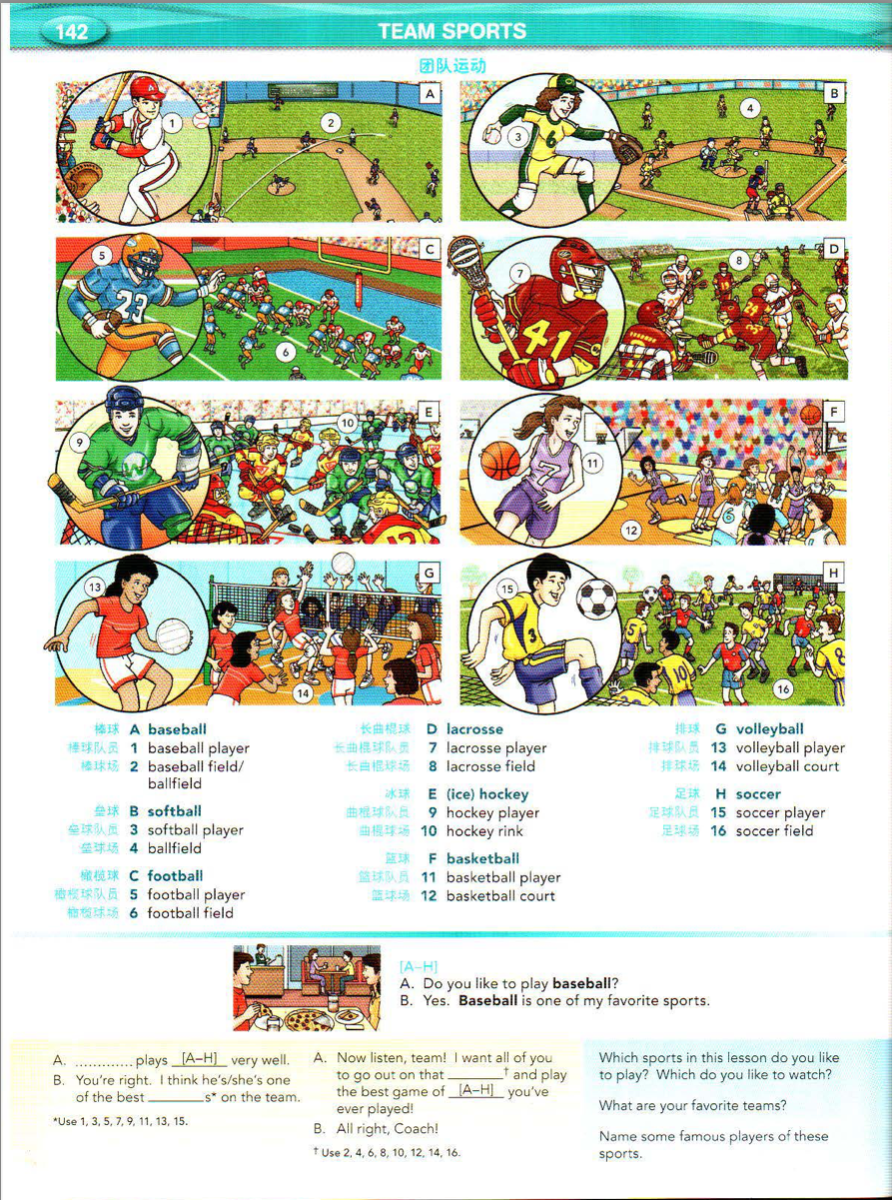 142
TEAM SPORTS
团队运动
A
1
2
B
3
4
6
C
5
23
6
D
7
41
8
E
9
W
10
F
7
11
12
6
G
13
14
H
15
3
5
10
8
16
棒球 A baseball
棒球队员 1 baseball player
棒球场 2 baseball field/
ballfield
垒球 B softball
垒球队员 3 softball player
垒球场 4 ballfield
橄榄球 C football
橄榄球队员 5 football player
橄榄球场 6 football field
长曲棍球 D lacrosse
长曲棍球队员 7 lacrosse player
长曲棍球场 8 lacrosse field
冰球 E (ice) hockey
曲棍球队员 9 hockey player
曲棍球场 10 hockey rink
篮球 F basketball
篮球队员 11 basketball player
篮球场 12 basketball court
排球 G volleyball
排球队员 13 volleyball player
排球场 14 volleyball court
足球 H soccer
足球队员 15 soccer player
足球场 16 soccer field
[A–H]
A. Do you like to play baseball?
B. Yes. Baseball is one of my favorite sports.
A. ............. plays [A–H] very well.
B. You're right. I think he's/she's one
of the best ________s* on the team.
*Use 1, 3, 5, 7, 9, 11, 13, 15.
A. Now listen, team! I want all of you
to go out on that ________† and play
the best game of [A–H] you've
ever played!
B. All right, Coach!
† Use 2, 4, 6, 8, 10, 12, 14, 16.
Which sports in this lesson do you like
to play? Which do you like to watch?
What are your favorite teams?
Name some famous players of these
sports.